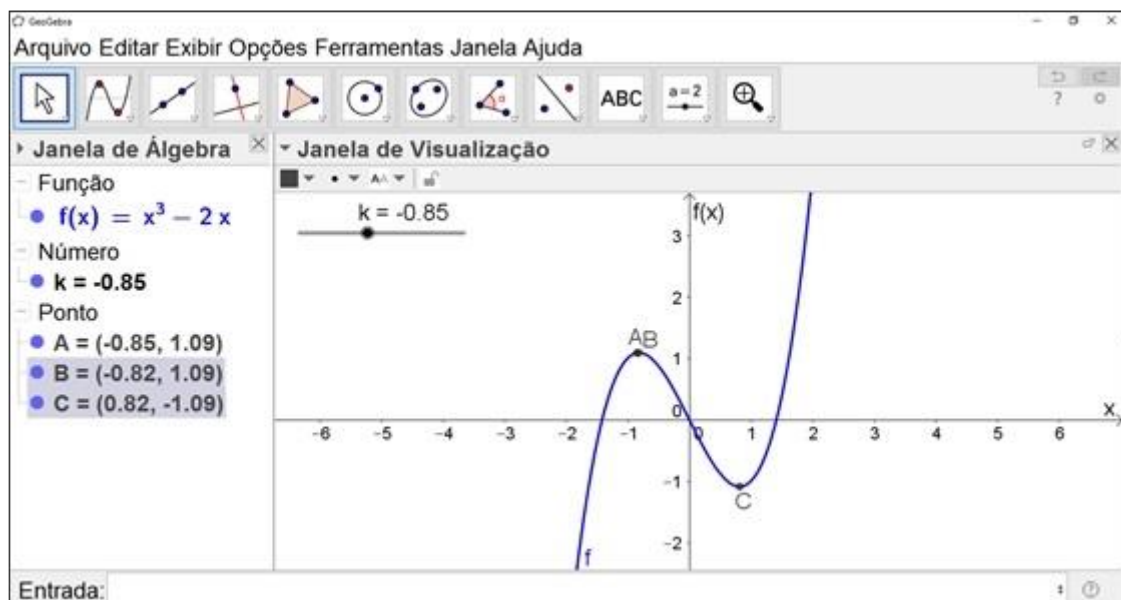 GeoGebra
Arquivo Editar Exibir Opções Ferramentas Janela Ajuda
ABC
a=2
?
Janela de Álgebra
Janela de Visualização
Função
f(x) = x³ − 2 x
Número
k = -0.85
Ponto
A = (-0.85, 1.09)
B = (-0.82, 1.09)
C = (0.82, -1.09)
AA
k = -0.85
f(x)
3
2
AB
1
0
x
-6 -5 -4 -3 -2 -1 0 1 2 3 4 5 6
-1
C
-2
f
Entrada:
?